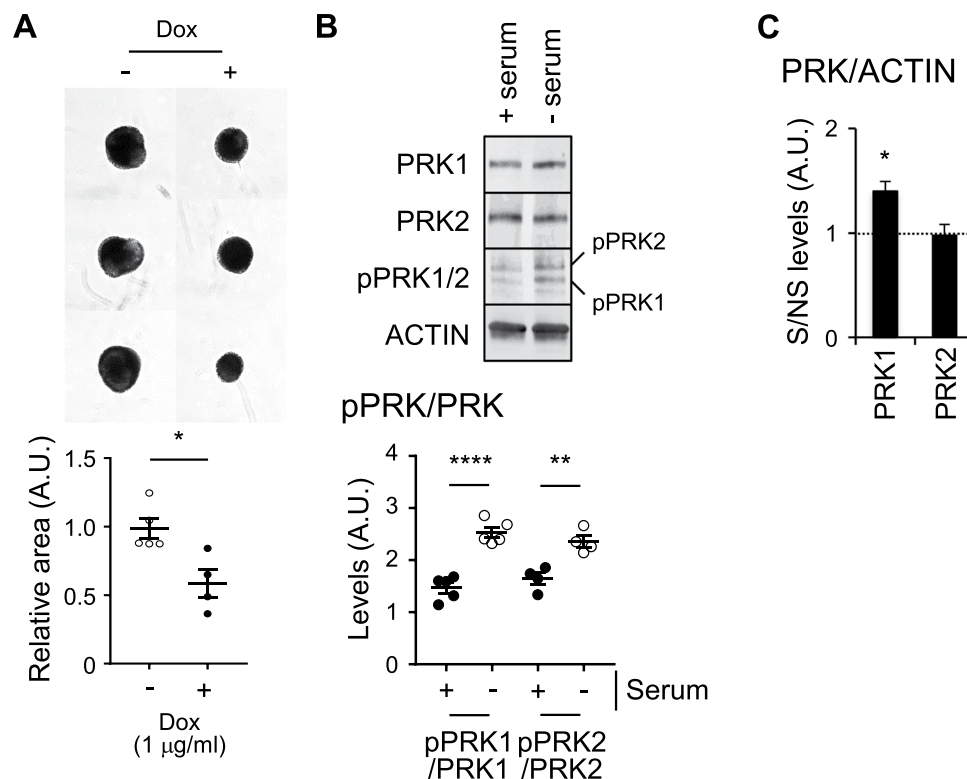 A
Dox
- +
1.5
1.0
0.5
0
Relative area (A.U.)
*
- +
Dox
(1 μg/ml)
B
+ serum
- serum
PRK1
PRK2
pPRK1/2
ACTIN
pPRK2
pPRK1
pPRK/PRK
4
3
2
1
0
Levels (A.U.)
**** **
+ - + -
Serum
pPRK1 pPRK2
/PRK1 /PRK2
C
PRK/ACTIN
2
1
0
S/NS levels (A.U.)
*
PRK1
PRK2